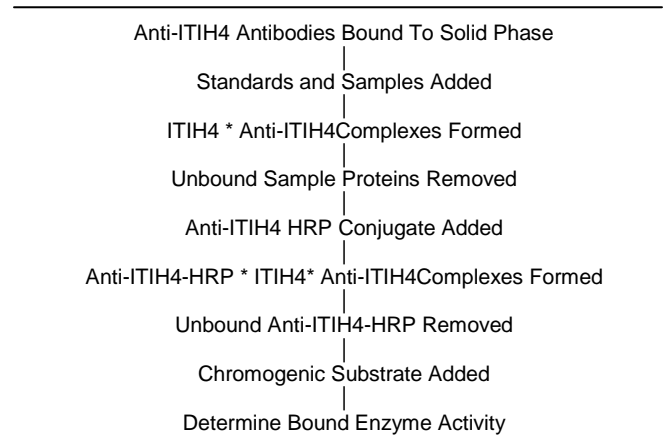 Anti-ITIH4 Antibodies Bound To Solid Phase
Standards and Samples Added
ITIH4 * Anti-ITIH4Complexes Formed
Unbound Sample Proteins Removed
Anti-ITIH4 HRP Conjugate Added
Anti-ITIH4-HRP * ITIH4* Anti-ITIH4Complexes Formed
Unbound Anti-ITIH4-HRP Removed
Chromogenic Substrate Added
Determine Bound Enzyme Activity